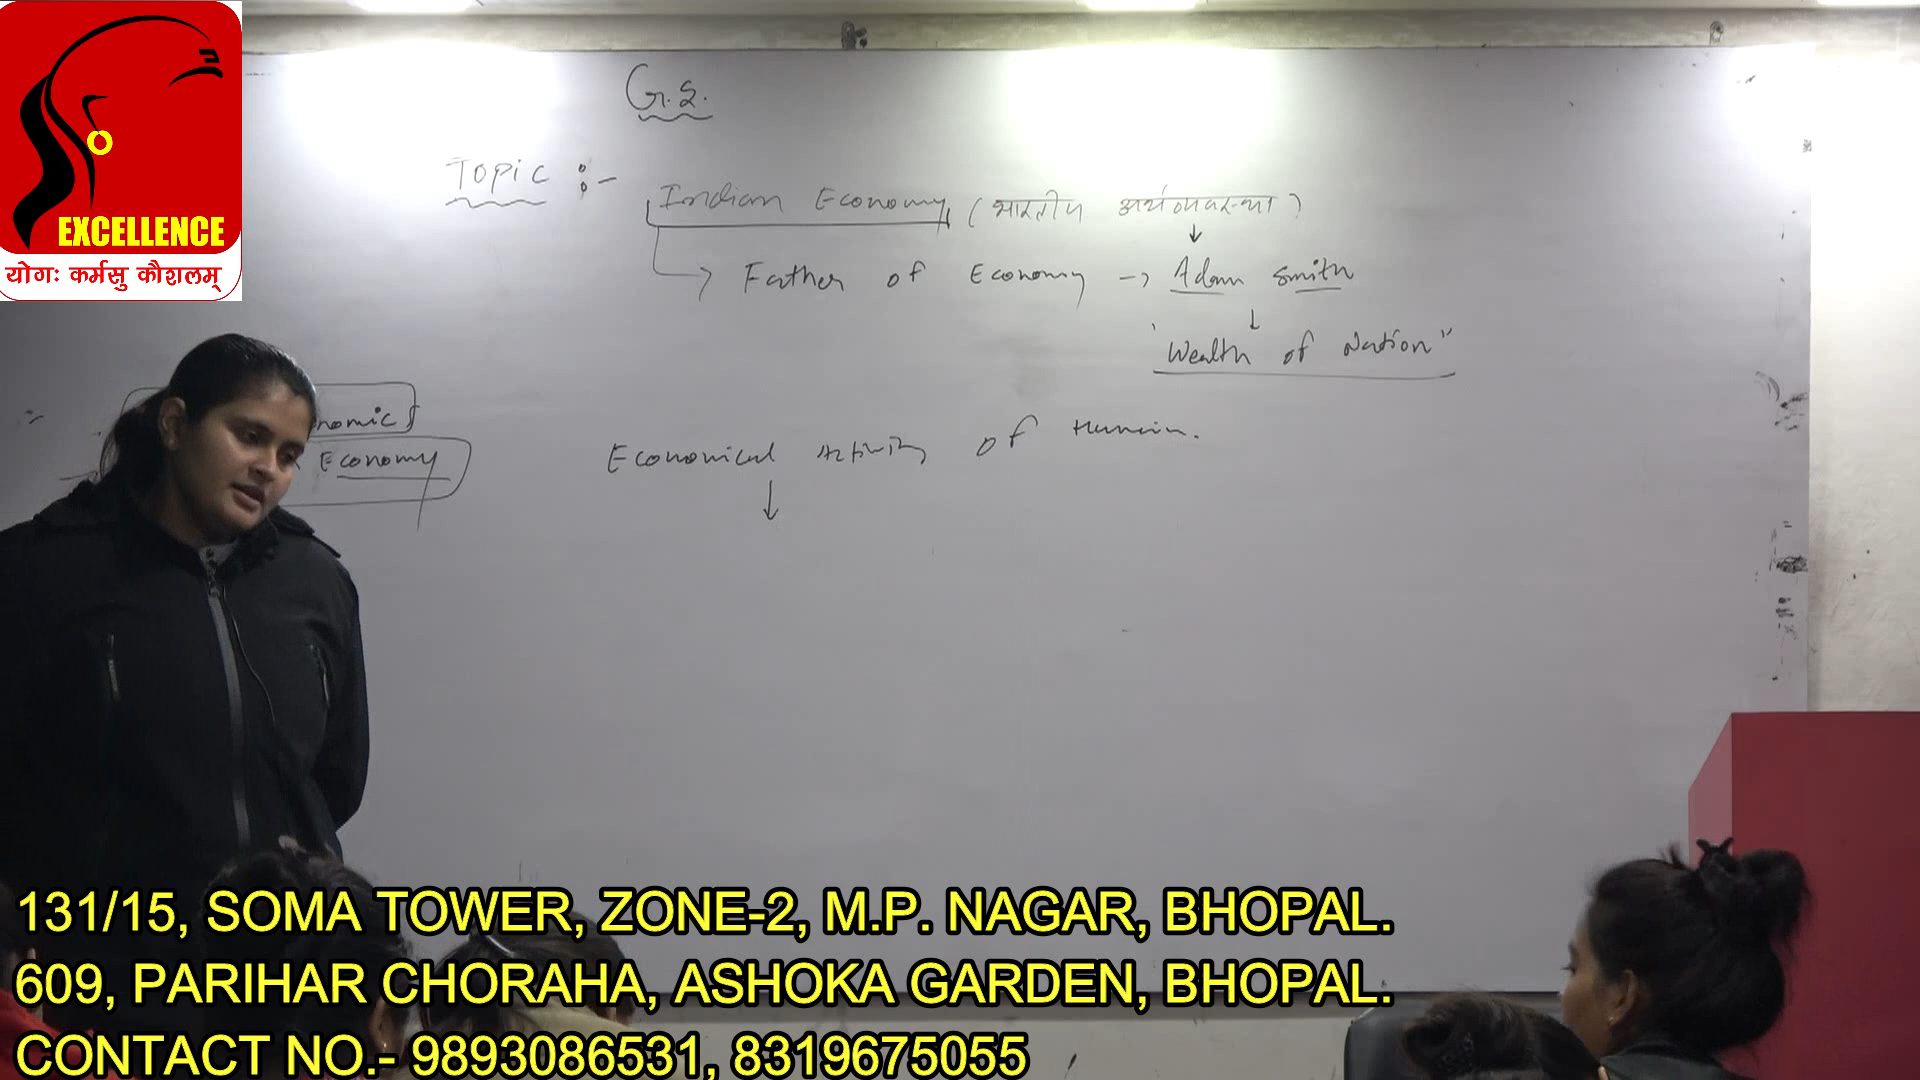 EXCELLENCE
योगः कर्मसु कौशलम्
G.S.
Topic :-
Indian Economy (भारतीय अर्थव्यवस्था)
↓
→ Father of Economy → Adam Smith
↓
'Wealth of Nation"
nomics
Economy
Economical Activity of Human.
↓
131/15, SOMA TOWER, ZONE-2, M.P. NAGAR, BHOPAL.
609, PARIHAR CHORAHA, ASHOKA GARDEN, BHOPAL.
CONTACT NO.- 9893086531, 8319675055